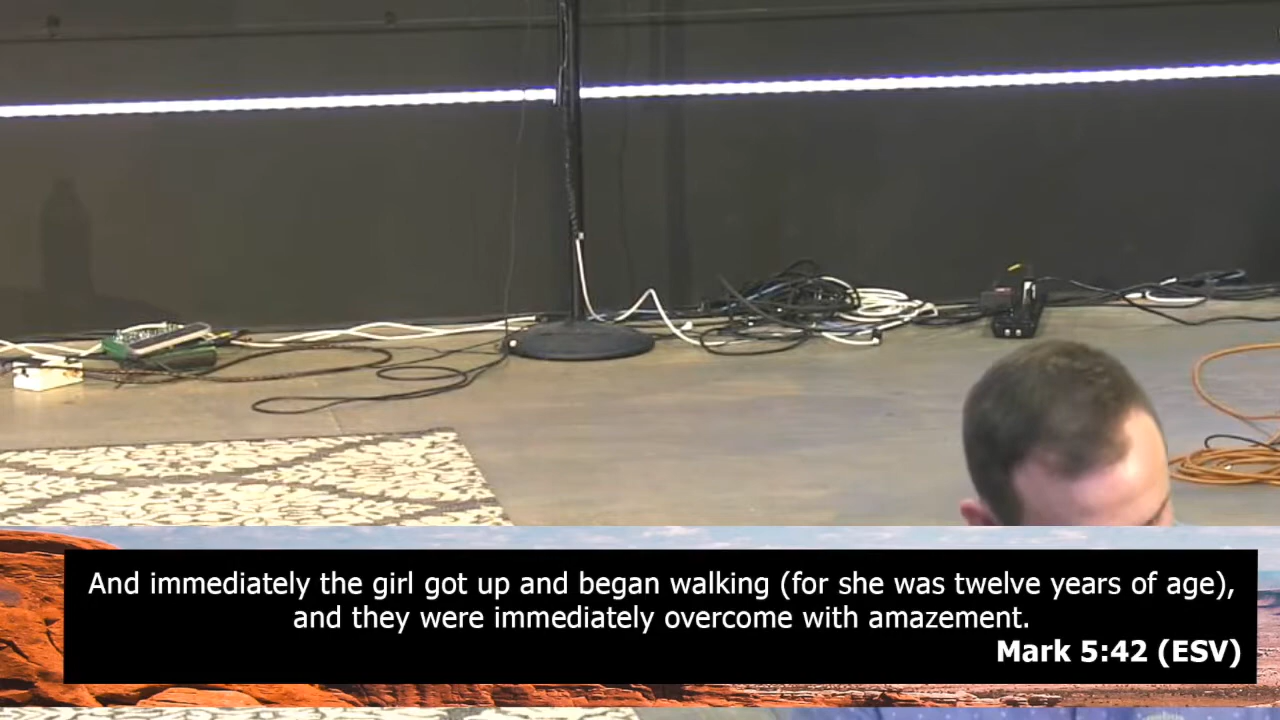 And immediately the girl got up and began walking (for she was twelve years of age),
and they were immediately overcome with amazement.
Mark 5:42 (ESV)